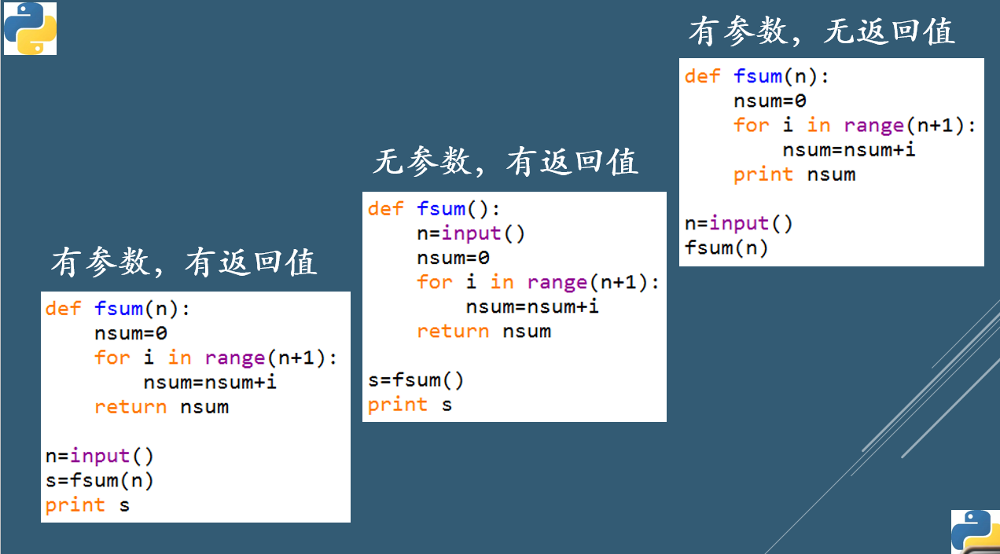 有参数，有返回值
def fsum(n):
    nsum=0
    for i in range(n+1):
        nsum=nsum+i
    return nsum

n=input()
s=fsum(n)
print s
无参数，有返回值
def fsum():
    n=input()
    nsum=0
    for i in range(n+1):
        nsum=nsum+i
    return nsum

s=fsum()
print s
有参数，无返回值
def fsum(n):
    nsum=0
    for i in range(n+1):
        nsum=nsum+i
    print nsum

n=input()
fsum(n)